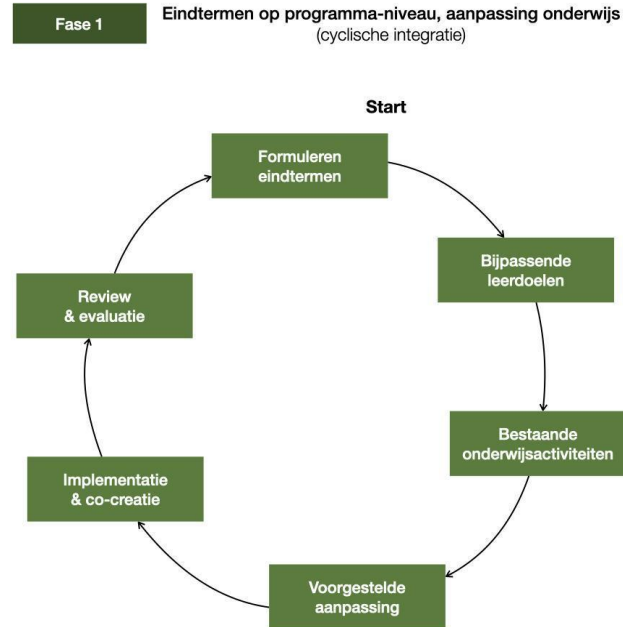 Fase 1
Eindtermen op programma-niveau, aanpassing onderwijs
(cyclische integratie)
Start
Formuleren
eindtermen
Bijpassende
leerdoelen
Bestaande
onderwijsactiviteiten
Voorgestelde
aanpassing
Implementatie
& co-creatie
Review
& evaluatie